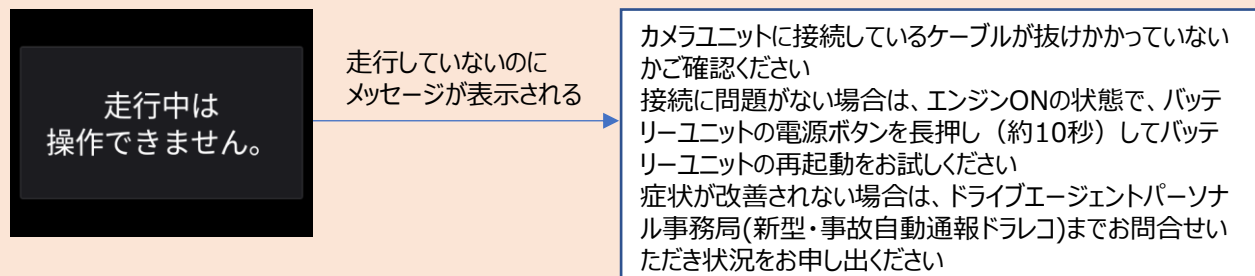 走行中は
操作できません。
走行していないのに
メッセージが表示される
カメラユニットに接続しているケーブルが抜けかかっていない
かご確認ください
接続に問題がない場合は、エンジンONの状態で、バッテ
リーユニットの電源ボタンを長押し（約10秒）してバッテ
リーユニットの再起動をお試しください
症状が改善されない場合は、ドライブエージェントパーソナ
ル事務局(新型・事故自動通報ドラレコ)までお問合せい
ただき状況をお申し出ください